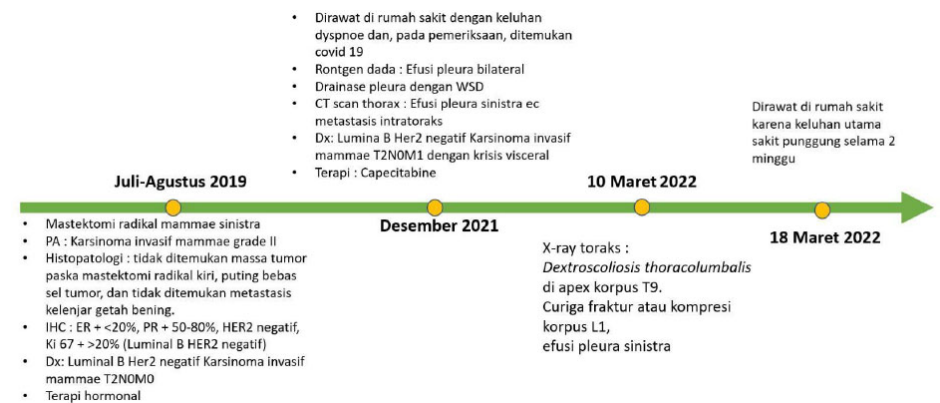 Juli-Agustus 2019
• Mastektomi radikal mammae sinistra
• PA : Karsinoma invasif mammae grade II
• Histopatologi : tidak ditemukan massa tumor
paska mastektomi radikal kiri, puting bebas
sel tumor, dan tidak ditemukan metastasis
kelenjar getah bening.
• IHC : ER + <20%, PR + 50-80%, HER2 negatif,
Ki 67 + >20% (Luminal B HER2 negatif)
• Dx: Luminal B Her2 negatif Karsinoma invasif
mammae T2N0M0
• Terapi hormonal
• Dirawat di rumah sakit dengan keluhan
dyspnoe dan, pada pemeriksaan, ditemukan
covid 19
• Rontgen dada : Efusi pleura bilateral
• Drainase pleura dengan WSD
• CT scan thorax : Efusi pleura sinistra ec
metastasis intratoraks
• Dx: Lumina B Her2 negatif Karsinoma invasif
mammae T2N0M1 dengan krisis visceral
• Terapi : Capecitabine
Desember 2021
10 Maret 2022
X-ray toraks :
Dextroscoliosis thoracolumbalis
di apex korpus T9.
Curiga fraktur atau kompresi
korpus L1,
efusi pleura sinistra
Dirawat di rumah sakit
karena keluhan utama
sakit punggung selama 2
minggu
18 Maret 2022